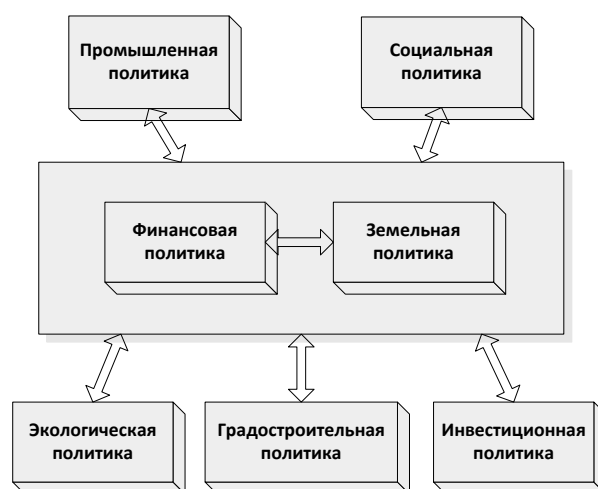 Промышленная
политика
Социальная
политика
Финансовая
политика
Земельная
политика
Экологическая
политика
Градостроительная
политика
Инвестиционная
политика